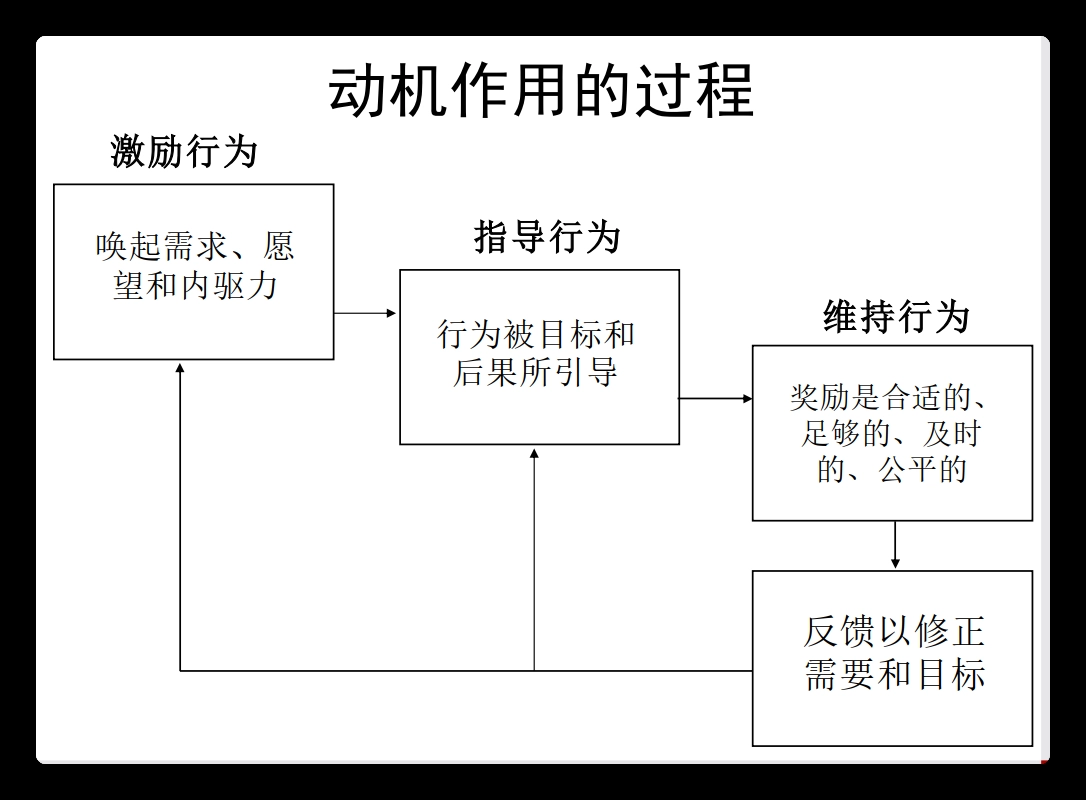 动机作用的过程
激励行为
唤起需求、愿
望和内驱力
指导行为
行为被目标和
后果所引导
维持行为
奖励是合适的、
足够的、及时
的、公平的
反馈以修正
需要和目标